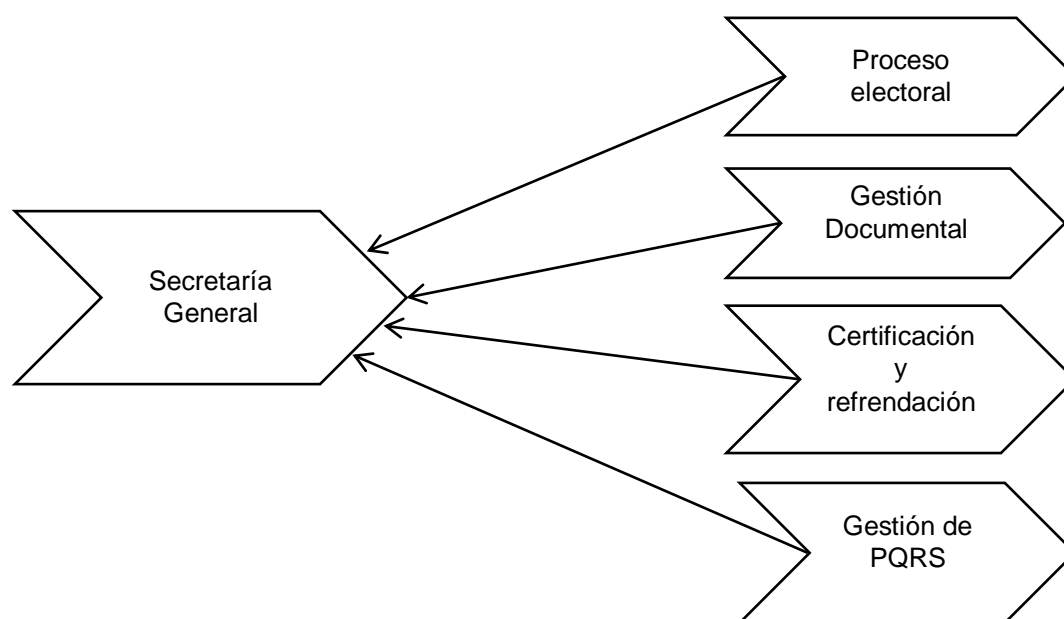 Proceso
electoral
Gestión
Documental
Secretaría
General
Certificación
y
refrendación
Gestión de
PQRS